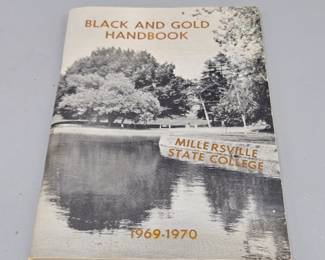 BLACK AND GOLD
HANDBOOK
MILLERSVILLE
STATE COLLEGE
1969-1970